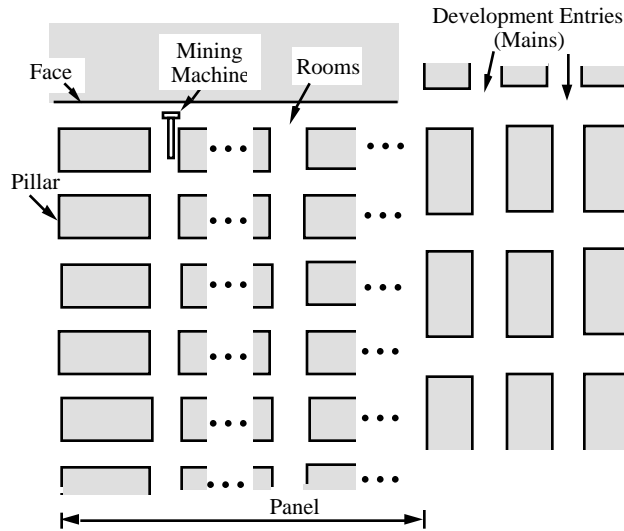 Development Entries
(Mains)
Mining
Machine
Rooms
Face
Pillar
Panel